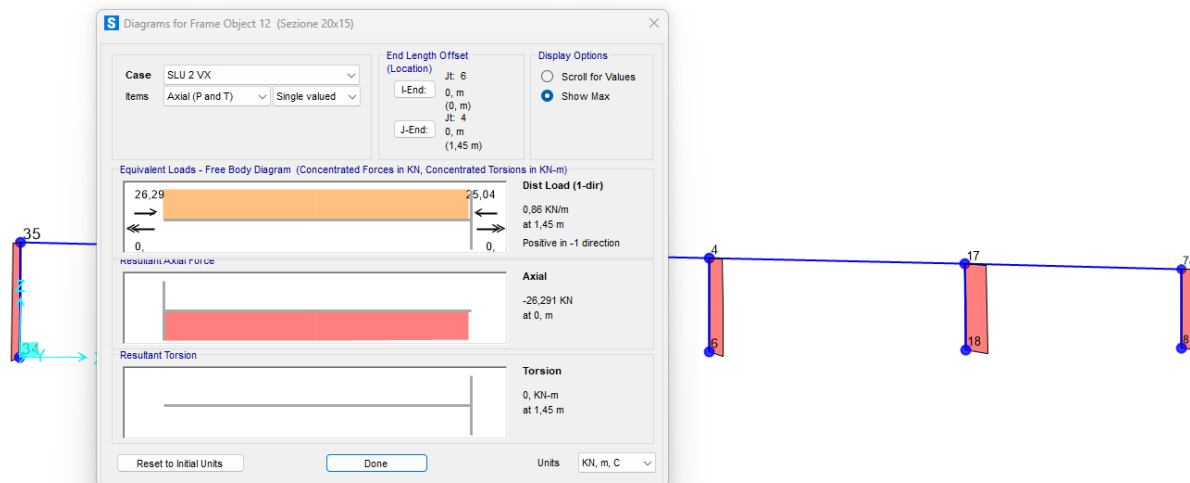 S Diagrams for Frame Object 12 (Sezione 20x15)
End Length Offset
(Location)
Display Options
Case SLU 2 VX
Items Axial (P and T) Single valued
I-End:
Jt: 6
0, m
(0, m)
J-End:
Jt: 4
0, m
(1,45 m)
Scroll for Values
Show Max
Equivalent Loads - Free Body Diagram (Concentrated Forces in KN, Concentrated Torsions in KN-m)
26,29
25,04
0,
0,
Dist Load (1-dir)
0,86 KN/m
at 1,45 m
Positive in -1 direction
Resultant Axial Force
Axial
-26,291 KN
at 0, m
Resultant Torsion
Torsion
0, KN-m
at 1,45 m
Reset to Initial Units
Done
Units KN, m, C
35
Z
34
Y
4
6
17
18
8